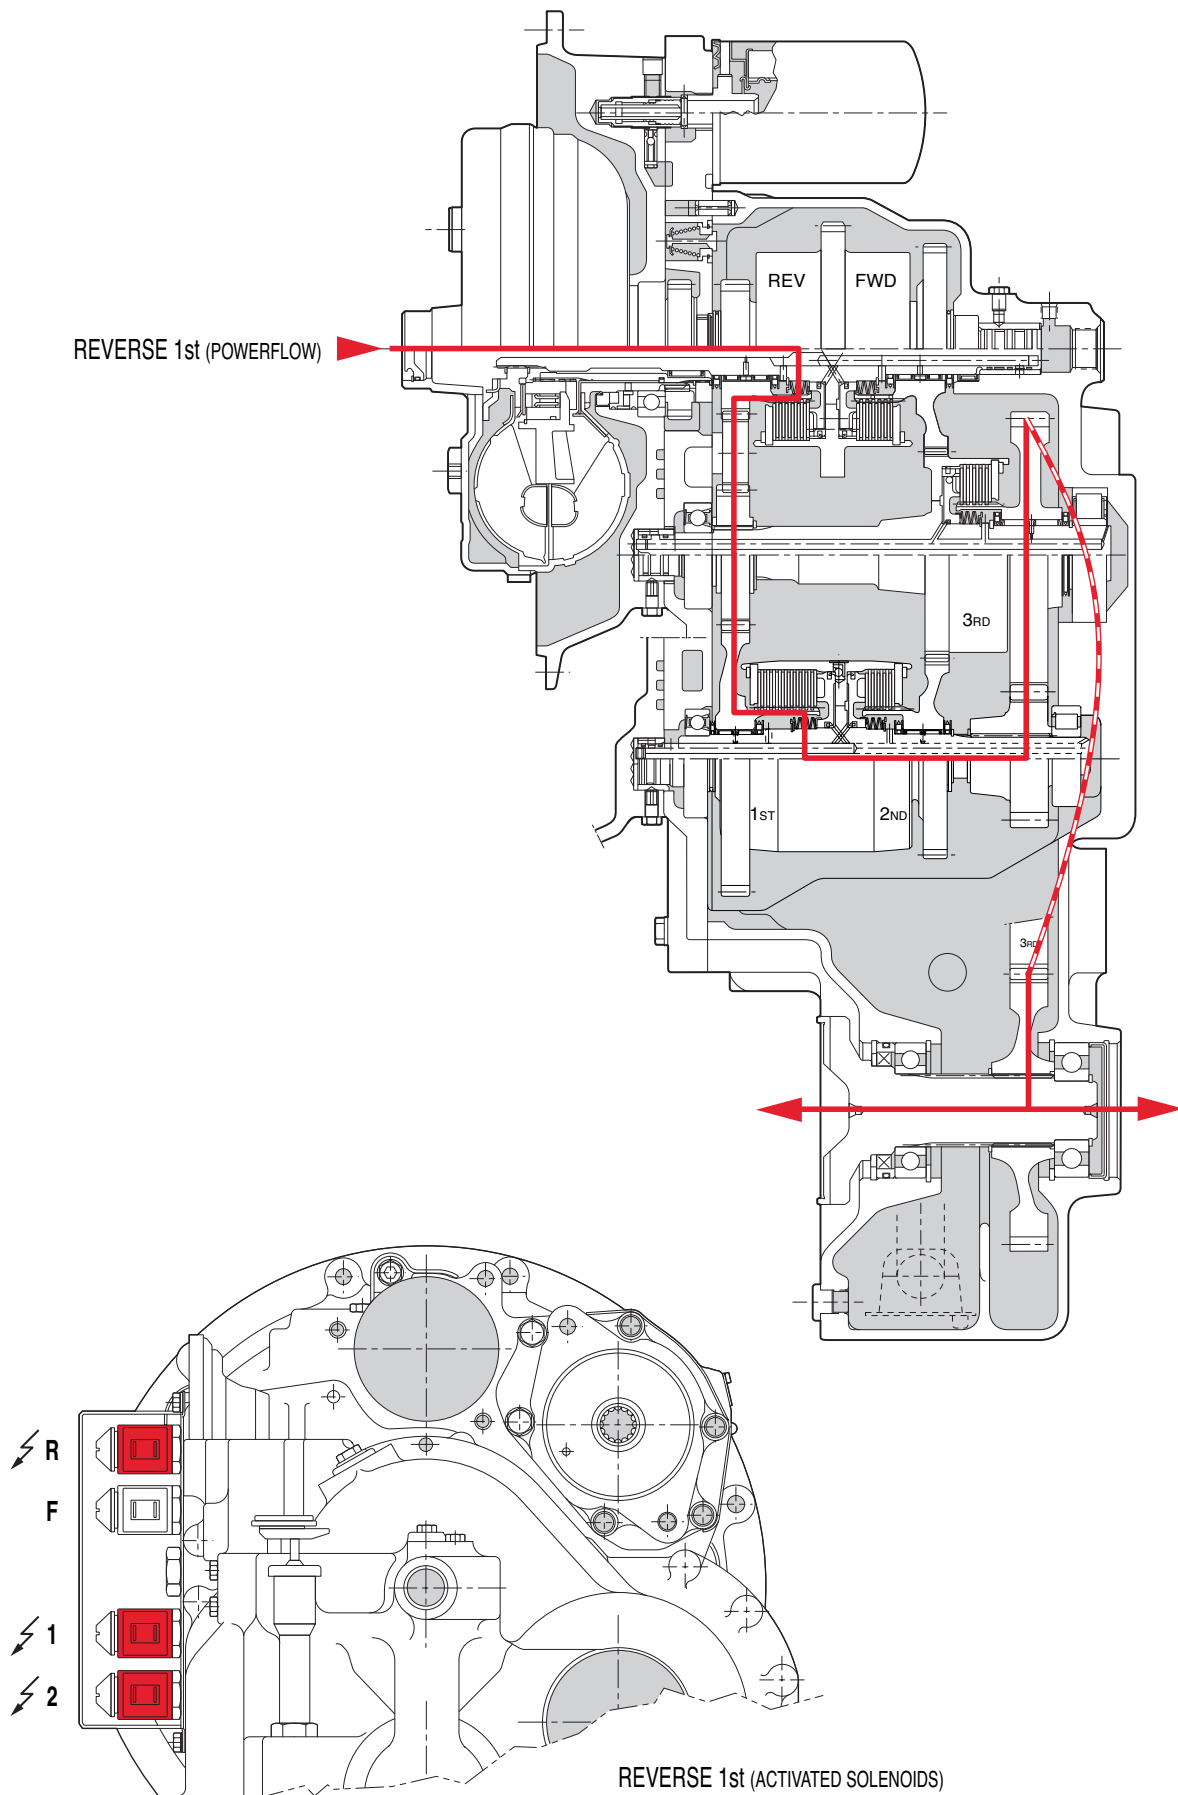 REV FWD
REVERSE 1st (POWERFLOW)
3RD
1ST 2ND
3RD
R
F
1
2
REVERSE 1st (ACTIVATED SOLENOIDS)